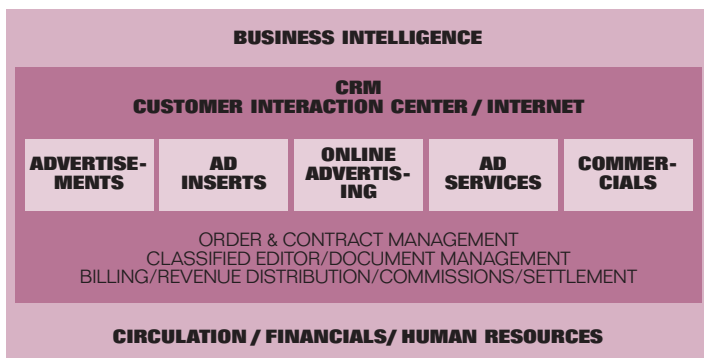 BUSINESS INTELLIGENCE
CRM
CUSTOMER INTERACTION CENTER / INTERNET
ADVERTISE-
MENTS
AD
INSERTS
ONLINE
ADVERTIS-
ING
AD
SERVICES
COMMER-
CIALS
ORDER & CONTRACT MANAGEMENT
CLASSIFIED EDITOR/DOCUMENT MANAGEMENT
BILLING/REVENUE DISTRIBUTION/COMMISSIONS/SETTLEMENT
CIRCULATION / FINANCIALS/ HUMAN RESOURCES